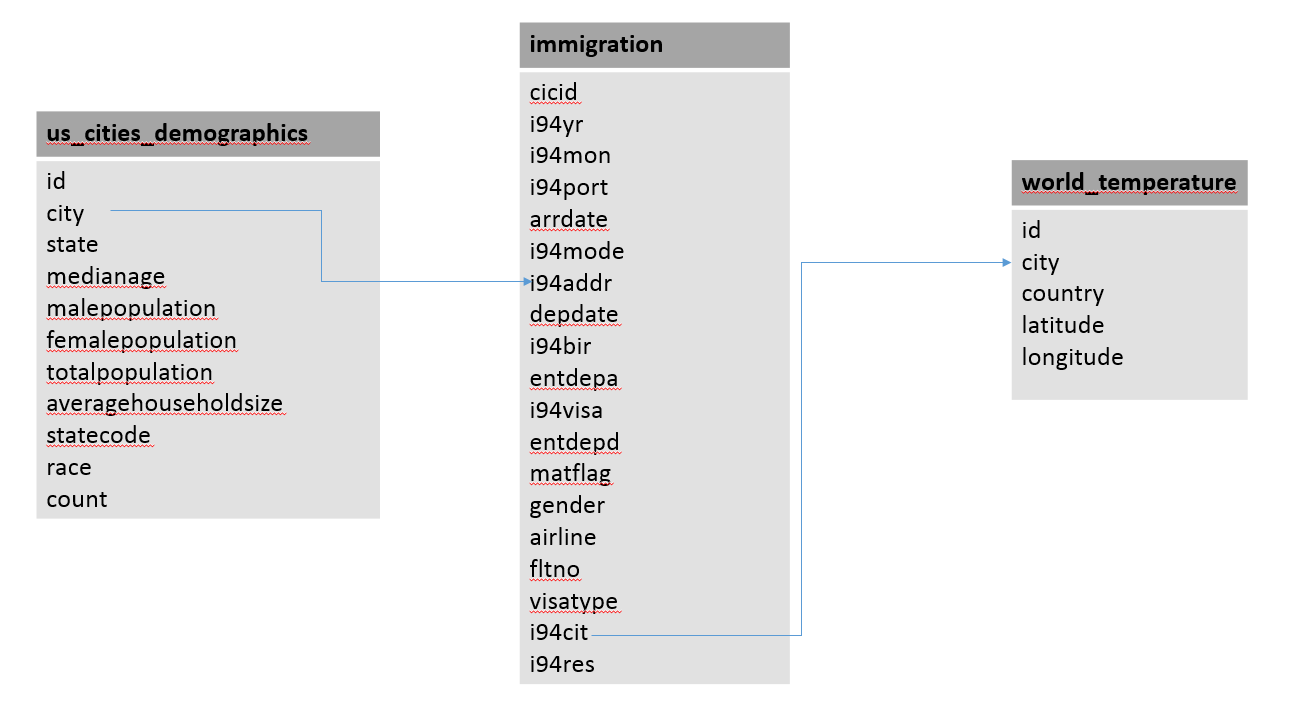 us_cities_demographics
id
city
state
medianage
malepopulation
femalepopulation
totalpopulation
averagehouseholdsize
statecode
race
count
immigration
cicid
i94yr
i94mon
i94port
arrdate
i94mode
i94addr
depdate
i94bir
entdepa
i94visa
entdepd
matflag
gender
airline
fltno
visatype
i94cit
i94res
world_temperature
id
city
country
latitude
longitude